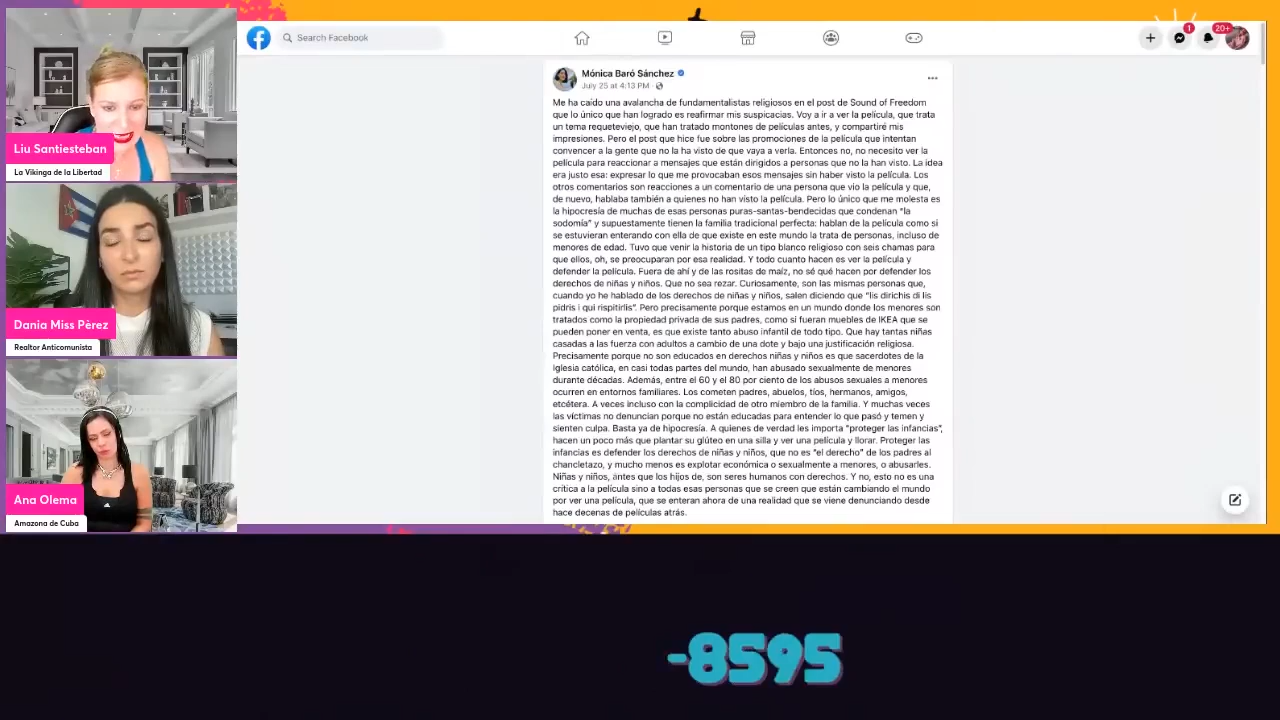 Liu Santiesteban
La Vikinga de la Libertad
Dania Miss Pèrez
Realtor Anticomunista
Ana Olema
Amazona de Cuba
Search Facebook
1
20+
Mónica Baró Sánchez
July 25 at 4:13 PM ·
Me ha caído una avalancha de fundamentalistas religiosos en el post de Sound of Freedom
que lo único que han logrado es reafirmar mis suspicacias. Voy a ir a ver la película, que trata
un tema requeteviejo, que han tratado montones de películas antes, y compartiré mis
impresiones. Pero el post que hice fue sobre las promociones de la película que intentan
convencer a la gente que no la ha visto de que vaya a verla. Entonces no, no necesito ver la
película para reaccionar a mensajes que están dirigidos a personas que no la han visto. La idea
era justo esa: expresar lo que me provocaban esos mensajes sin haber visto la película. Los
otros comentarios son reacciones a un comentario de una persona que vio la película y que,
de nuevo, hablaba también a quienes no han visto la película. Pero lo único que me molesta es
la hipocresía de muchas de esas personas puras-santas-bendecidas que condenan “la
sodomía” y supuestamente tienen la familia tradicional perfecta: hablan de la película como si
se estuvieran enterando con ella de que existe en este mundo la trata de personas, incluso de
menores de edad. Tuvo que venir la historia de un tipo blanco religioso con seis chamas para
que ellos, oh, se preocuparan por esa realidad. Y todo cuanto hacen es ver la película y
defender la película. Fuera de ahí y de las rositas de maíz, no sé qué hacen por defender los
derechos de niñas y niños. Que no sea rezar. Curiosamente, son las mismas personas que,
cuando yo he hablado de los derechos de niñas y niños, salen diciendo que “lis dirichis di lis
pidris i qui rispitirlis”. Pero precisamente porque estamos en un mundo donde los menores son
tratados como la propiedad privada de sus padres, como si fueran muebles de IKEA que se
pueden poner en venta, es que existe tanto abuso infantil de todo tipo. Que hay tantas niñas
casadas a las fuerza con adultos a cambio de una dote y bajo una justificación religiosa.
Precisamente porque no son educados en derechos niñas y niños es que sacerdotes de la
Iglesia católica, en casi todas partes del mundo, han abusado sexualmente de menores
durante décadas. Además, entre el 60 y el 80 por ciento de los abusos sexuales a menores
ocurren en entornos familiares. Los cometen padres, abuelos, tíos, hermanos, amigos,
etcétera. A veces incluso con la complicidad de otro miembro de la familia. Y muchas veces
las víctimas no denuncian porque no están educadas para entender lo que pasó y temen y
sienten culpa. Basta ya de hipocresía. A quienes de verdad les importa “proteger las infancias”,
hacen un poco más que plantar su glúteo en una silla y ver una película y llorar. Proteger las
infancias es defender los derechos de niñas y niños, que no es “el derecho” de los padres al
chancletazo, y mucho menos es explotar económica o sexualmente a menores, o abusarles.
Niñas y niños, antes que los hijos de, son seres humanos con derechos. Y no, esto no es una
crítica a la película sino a todas esas personas que se creen que están cambiando el mundo
por ver una película, que se enteran ahora de una realidad que se viene denunciando desde
hace decenas de películas atrás.
-8595